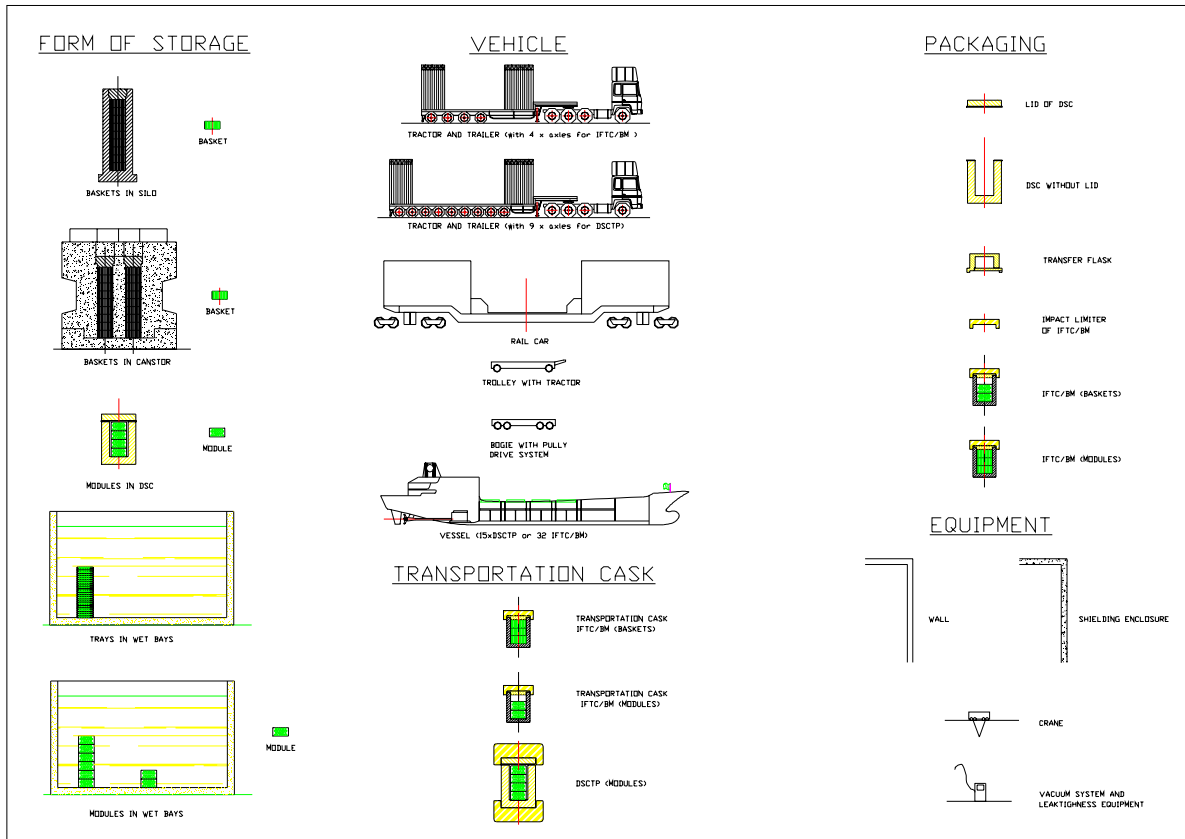 FORM OF STORAGE
BASKET
BASKETS IN SILO
BASKET
BASKETS IN CANSTOR
MODULE
MODULES IN DSC
TRAYS IN WET BAYS
MODULE
MODULES IN WET BAYS
VEHICLE
TRACTOR AND TRAILER (with 4 x axles for IFTC/BM )
TRACTOR AND TRAILER (with 9 x axles for DSCTP)
RAIL CAR
TROLLEY WITH TRACTOR
BOGIE WITH PULLY
DRIVE SYSTEM
VESSEL (15xDSCTP or 32 IFTC/BM)
TRANSPORTATION CASK
TRANSPORTATION CASK
IFTC/BM (BASKETS)
TRANSPORTATION CASK
IFTC/BM (MODULES)
DSCTP (MODULES)
PACKAGING
LID OF DSC
DSC WITHOUT LID
TRANSFER FLASK
IMPACT LIMITER
OF IFTC/BM
IFTC/BM (BASKETS)
IFTC/BM (MODULES)
EQUIPMENT
WALL
SHIELDING ENCLOSURE
CRANE
VACUUM SYSTEM AND
LEAKTIGHNESS EQUIPMENT